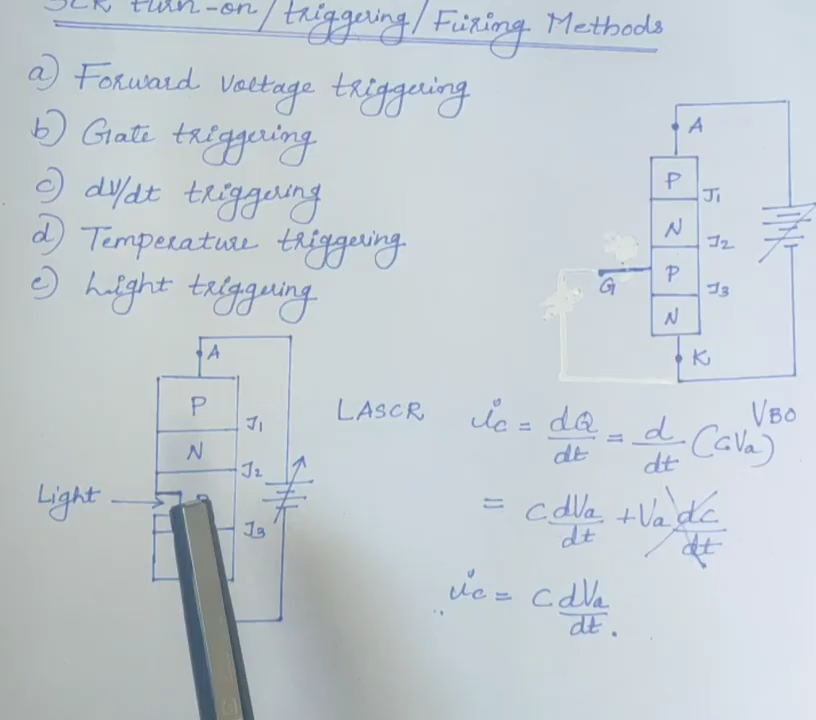 SCR turn-on/triggering/Firing Methods
a) Forward voltage triggering
b) Gate triggering
c) dV/dt triggering
d) Temperature triggering
e) Light triggering
A
P
J1
N
J2
G
P
J3
N
K
A
P
J1
N
J2
Light
J3
LASCR
VBO
ic = dQ/dt = d/dt (CVa)
= C dVa/dt + Va dc/dt
ic = C dVa/dt.